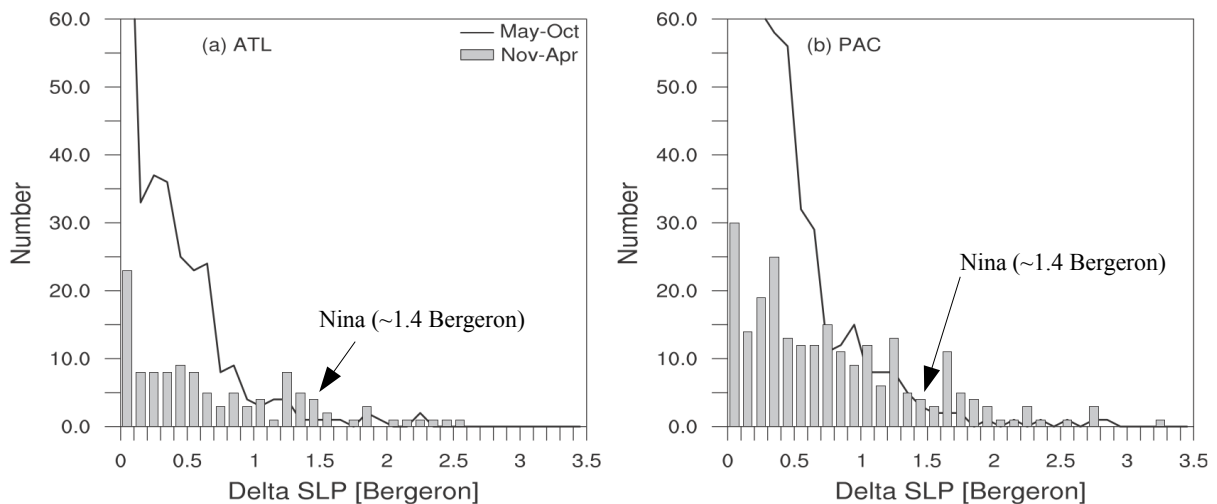 (a) ATL
May-Oct
Nov-Apr
Number
60.0
50.0
40.0
30.0
20.0
10.0
0.0
Nina (~1.4 Bergeron)
0 0.5 1 1.5 2 2.5 3 3.5
Delta SLP [Bergeron]
(b) PAC
Number
60.0
50.0
40.0
30.0
20.0
10.0
0.0
Nina (~1.4 Bergeron)
0 0.5 1 1.5 2 2.5 3 3.5
Delta SLP [Bergeron]